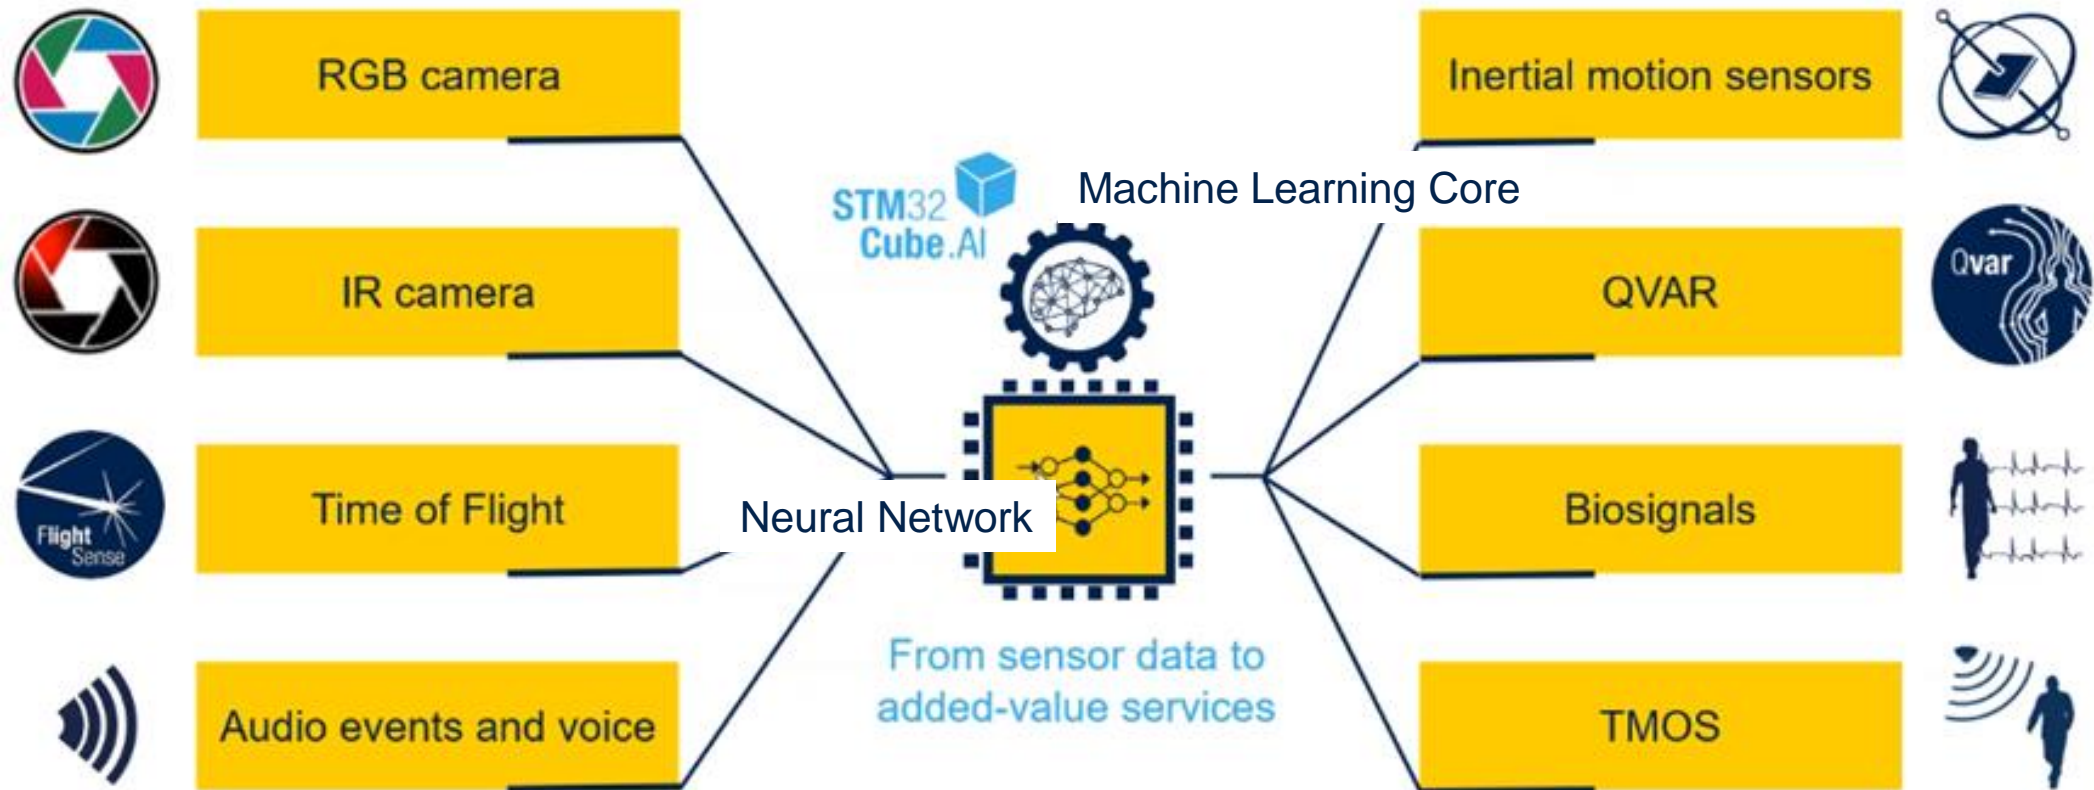 RGB camera
Inertial motion sensors
STM32
Cube.AI
Machine Learning Core
IR camera
Qvar
QVAR
Flight
Sense
Time of Flight
Neural Network
Biosignals
From sensor data to
added-value services
Audio events and voice
TMOS